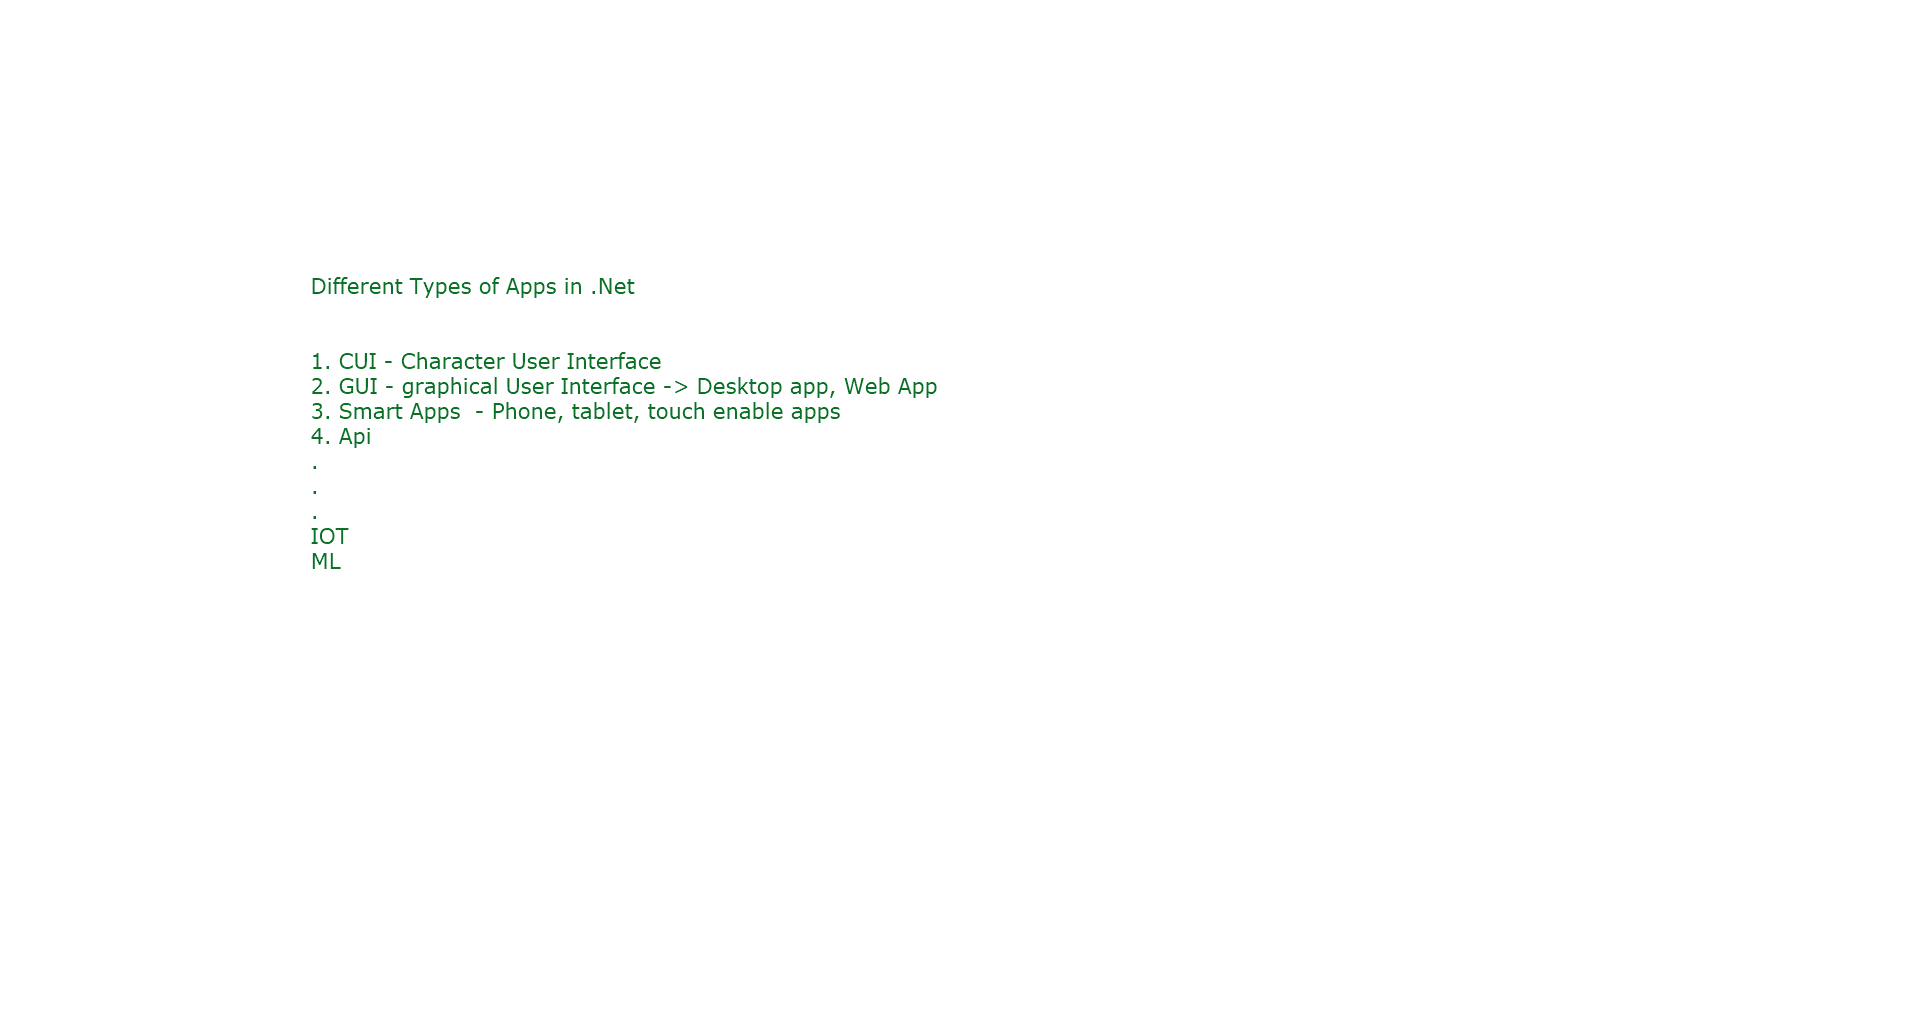 Different Types of Apps in .Net
1. CUI - Character User Interface
2. GUI - graphical User Interface -> Desktop app, Web App
3. Smart Apps  - Phone, tablet, touch enable apps
4. Api
.
.
.
IOT
ML